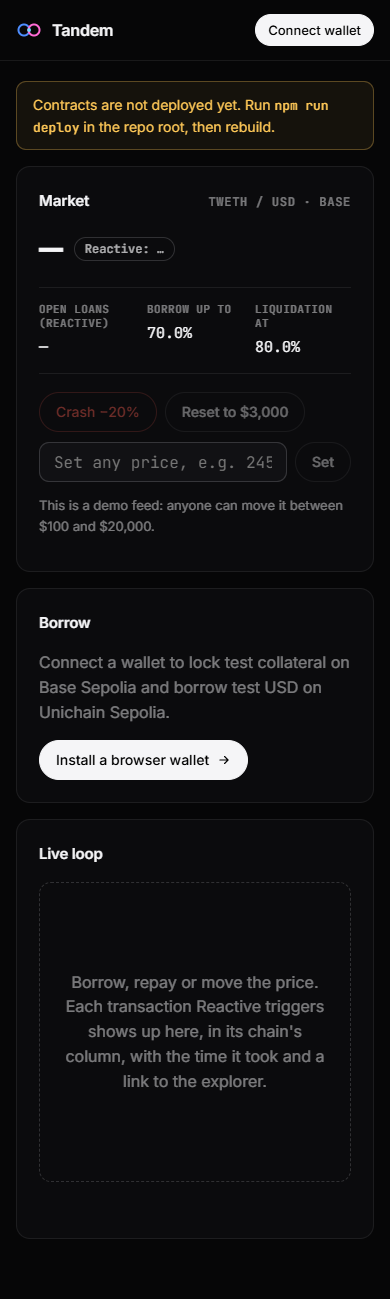 Tandem
Connect wallet
Contracts are not deployed yet. Run npm run
deploy in the repo root, then rebuild.
Market
TWETH / USD · BASE
—
Reactive: …
OPEN LOANS
(REACTIVE)
—
BORROW UP TO
70.0%
LIQUIDATION
AT
80.0%
Crash −20%
Reset to $3,000
Set any price, e.g. 245
Set
This is a demo feed: anyone can move it between
$100 and $20,000.
Borrow
Connect a wallet to lock test collateral on
Base Sepolia and borrow test USD on
Unichain Sepolia.
Install a browser wallet →
Live loop
Borrow, repay or move the price.
Each transaction Reactive triggers
shows up here, in its chain's
column, with the time it took and a
link to the explorer.